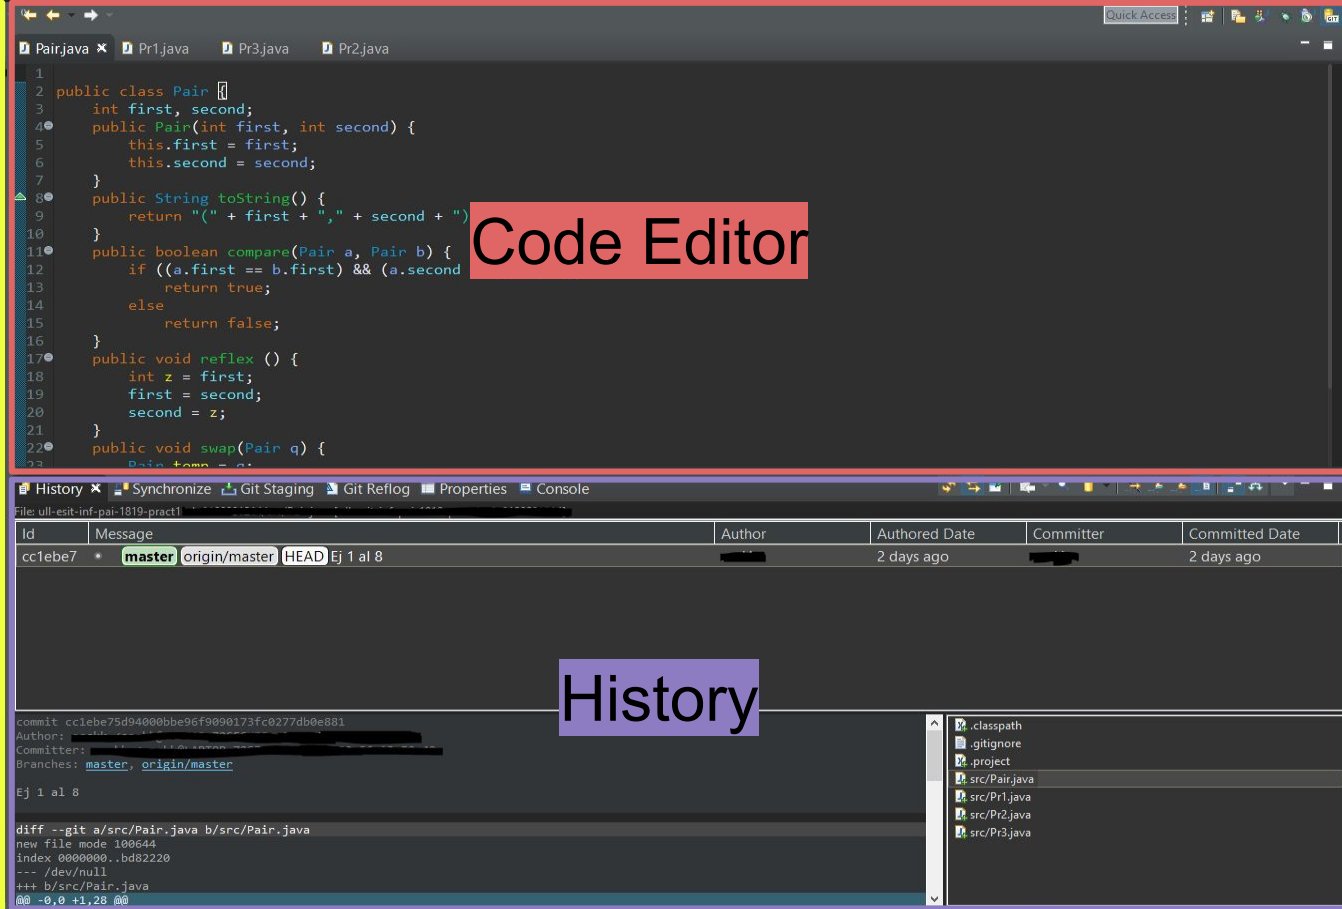 Quick Access
Pair.java Pr1.java Pr3.java Pr2.java
1
2 public class Pair {
3 int first, second;
4 public Pair(int first, int second) {
5 this.first = first;
6 this.second = second;
7 }
8 public String toString() {
9 return "(" + first + "," + second + ")
10 }
11 public boolean compare(Pair a, Pair b) {
12 if ((a.first == b.first) && (a.second
13 return true;
14 else
15 return false;
16 }
17 public void reflex () {
18 int z = first;
19 first = second;
20 second = z;
21 }
22 public void swap(Pair q) {
23 Pair temp = q;
Code Editor
History Synchronize Git Staging Git Reflog Properties Console
File: ull-esit-inf-pai-1819-pract1
Id Message Author Authored Date Committer Committed Date
cc1ebe7 master origin/master HEAD Ej 1 al 8 2 days ago 2 days ago
History
commit cc1ebe75d94000bbe96f9090173fc0277db0e881
Author:
Committer:
Branches: master, origin/master
Ej 1 al 8
diff --git a/src/Pair.java b/src/Pair.java
new file mode 100644
index 0000000..bd82220
--- /dev/null
+++ b/src/Pair.java
@@ -0,0 +1,28 @@
.classpath
.gitignore
.project
src/Pair.java
src/Pr1.java
src/Pr2.java
src/Pr3.java